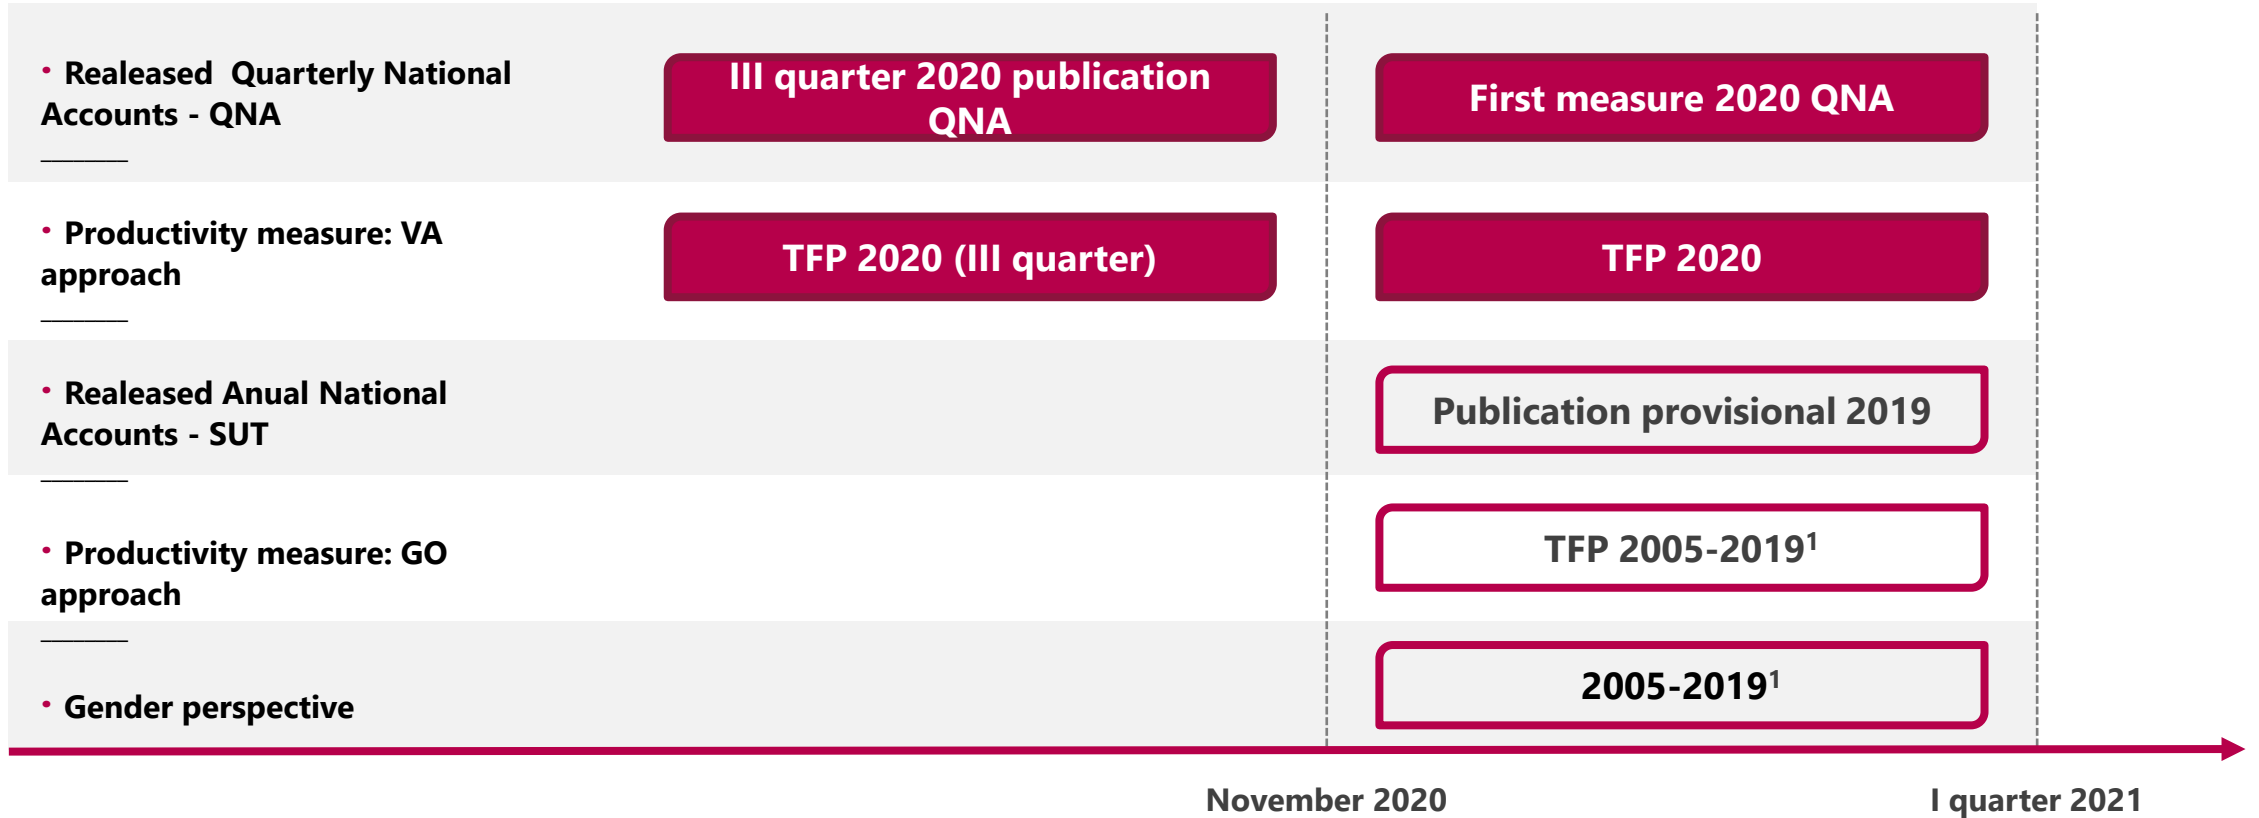 · Realeased Quarterly National
Accounts - QNA
III quarter 2020 publication
QNA
First measure 2020 QNA
· Productivity measure: VA
approach
TFP 2020 (III quarter)
TFP 2020
· Realeased Anual National
Accounts - SUT
Publication provisional 2019
· Productivity measure: GO
approach
TFP 2005-2019¹
· Gender perspective
2005-2019¹
November 2020
I quarter 2021